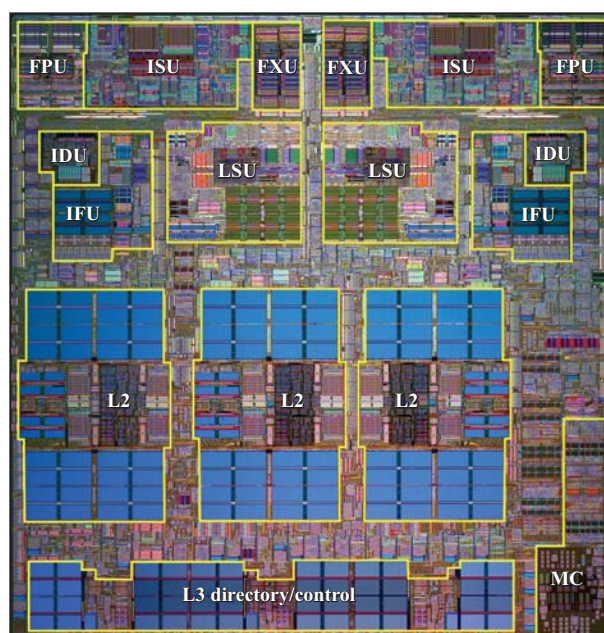 FPU ISU FXU FXU ISU FPU
IDU LSU LSU IDU
IFU IFU
L2 L2 L2
L3 directory/control MC